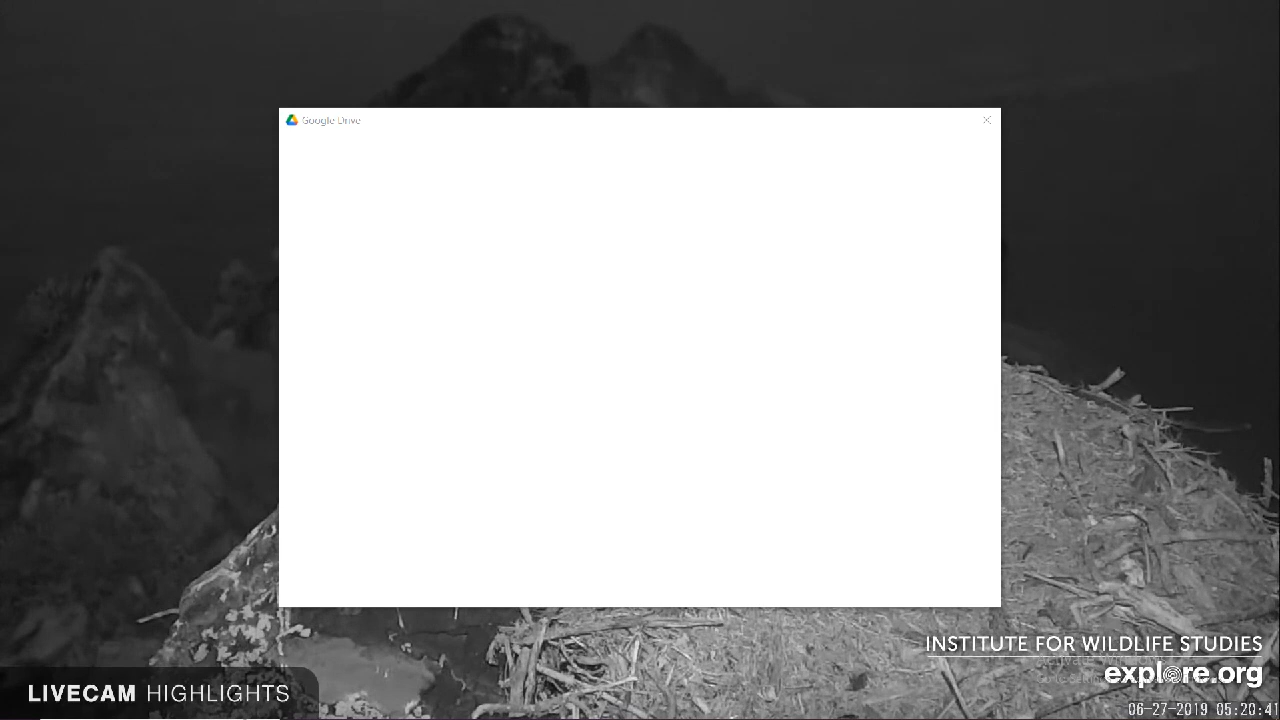 Google Drive
INSTITUTE FOR WILDLIFE STUDIES
explore.org
LIVECAM HIGHLIGHTS
06-27-2019 05:20:41